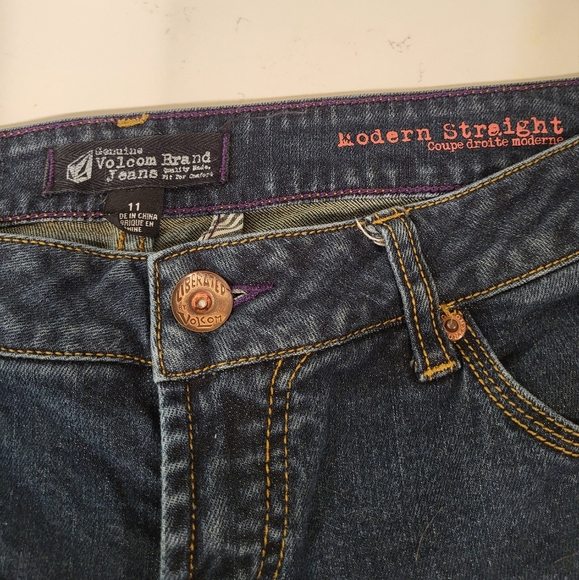 Genuine
Volcom Brand
Jeans
Quality Made,
Fit For Comfort
11
DE IN CHINA
BRIQUE EN
HINE
Modern Straight
Coupe droite moderne
LIBERATED
VOLCOM